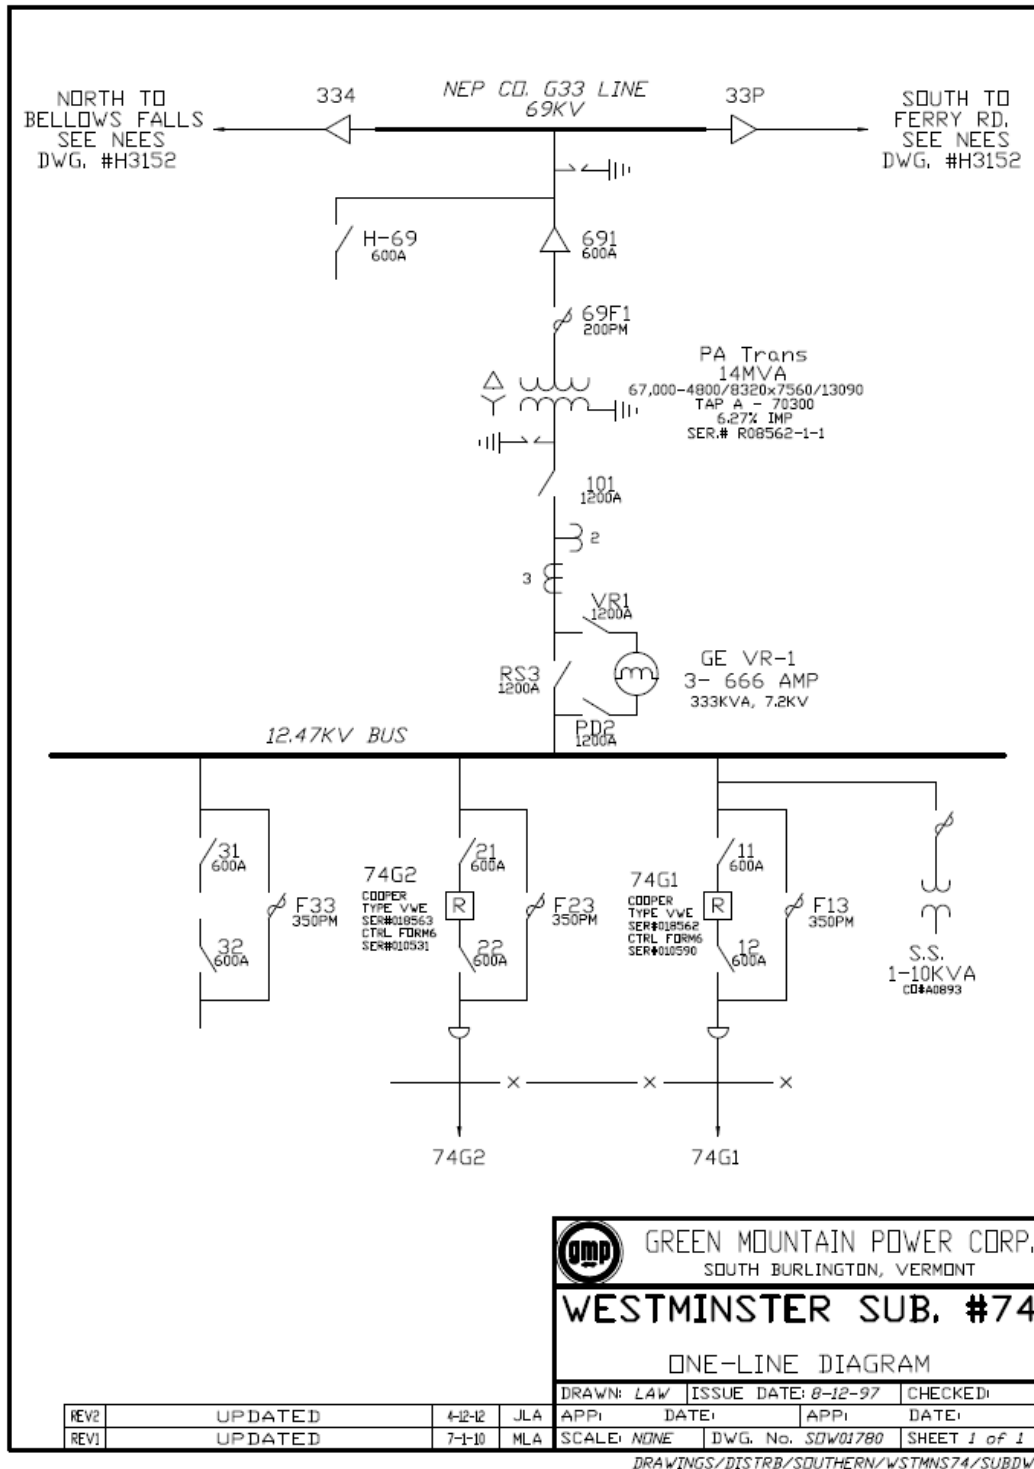 NORTH TO
BELLOWS FALLS
SEE NEES
DWG. #H3152
334
NEP CO. G33 LINE
69KV
33P
SOUTH TO
FERRY RD.
SEE NEES
DWG. #H3152
H-69
600A
691
600A
69F1
200PM
PA Trans
14MVA
67,000-4800/8320x7560/13090
TAP A - 70300
6.27% IMP
SER.# R08562-1-1
101
1200A
2
3
VR1
1200A
RS3
1200A
GE VR-1
3- 666 AMP
333KVA, 7.2KV
PD2
1200A
12.47KV BUS
31
600A
F33
350PM
32
600A
74G2
COOPER
TYPE VWE
SER#018563
CTRL FORM6
SER#010531
21
600A
R
22
600A
F23
350PM
74G1
COOPER
TYPE VWE
SER#018562
CTRL FORM6
SER#010590
11
600A
R
12
600A
F13
350PM
S.S.
1-10KVA
CO#A0893
74G2
74G1
gmp
GREEN MOUNTAIN POWER CORP.
SOUTH BURLINGTON, VERMONT
WESTMINSTER SUB. #74
ONE-LINE DIAGRAM
DRAWN: LAW ISSUE DATE: 8-12-97 CHECKED:
APP: DATE: APP: DATE:
SCALE: NONE DWG. No. SDW01780 SHEET 1 of 1
REV2 UPDATED 4-12-12 JLA
REV1 UPDATED 7-1-10 MLA
DRAWINGS/DISTRB/SOUTHERN/WSTMNS74/SUBDW